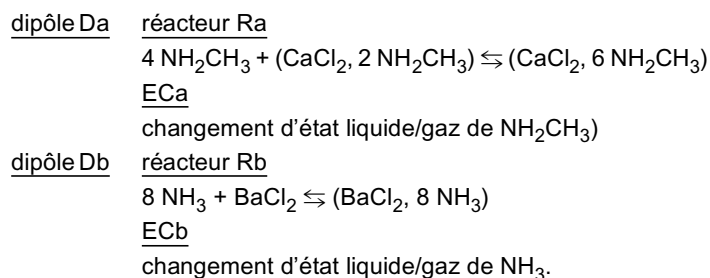 dipôle Da réacteur Ra
4 NH₂CH₃ + (CaCl₂, 2 NH₂CH₃) ⇆ (CaCl₂, 6 NH₂CH₃)
ECa
changement d'état liquide/gaz de NH₂CH₃)
dipôle Db réacteur Rb
8 NH₃ + BaCl₂ ⇆ (BaCl₂, 8 NH₃)
ECb
changement d'état liquide/gaz de NH₃.